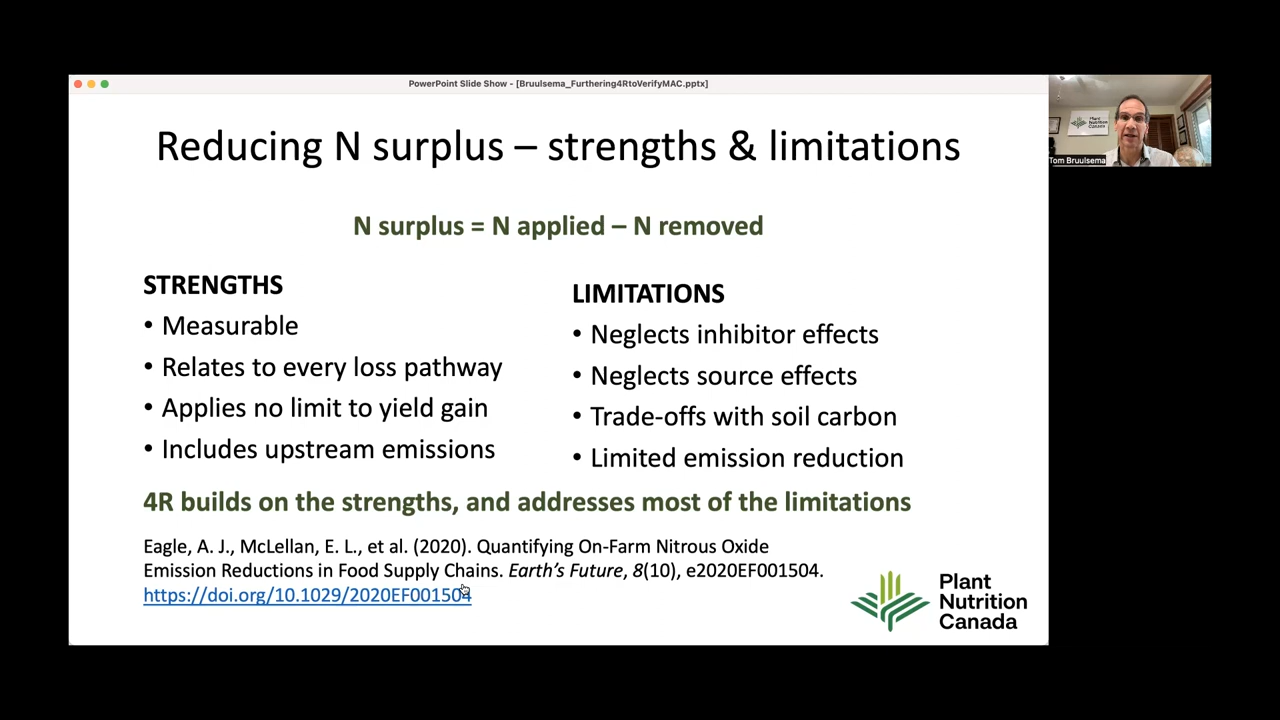 PowerPoint Slide Show - [Bruulsema_Furthering4RtoVerifyMAC.pptx]
Reducing N surplus – strengths & limitations
N surplus = N applied – N removed
STRENGTHS
• Measurable
• Relates to every loss pathway
• Applies no limit to yield gain
• Includes upstream emissions
LIMITATIONS
• Neglects inhibitor effects
• Neglects source effects
• Trade-offs with soil carbon
• Limited emission reduction
4R builds on the strengths, and addresses most of the limitations
Eagle, A. J., McLellan, E. L., et al. (2020). Quantifying On-Farm Nitrous Oxide
Emission Reductions in Food Supply Chains. Earth’s Future, 8(10), e2020EF001504.
https://doi.org/10.1029/2020EF001504
Plant
Nutrition
Canada
Plant
Nutrition
Canada
Tom Bruulsema